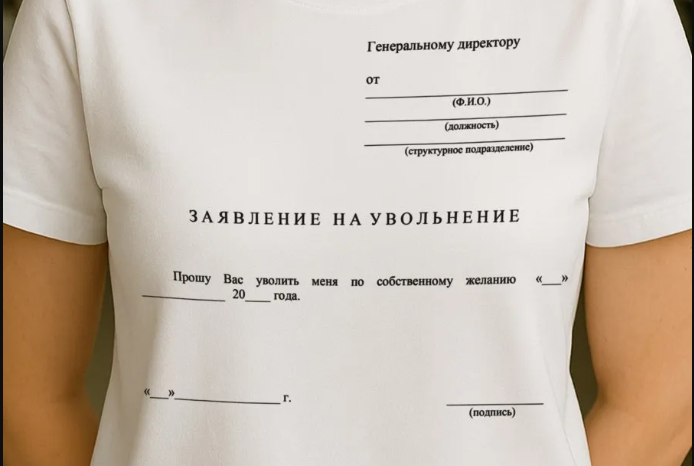 Генеральному директору
от
(Ф.И.О.)
(должность)
(структурное подразделение)
ЗАЯВЛЕНИЕ НА УВОЛЬНЕНИЕ
Прошу Вас уволить меня по собственному желанию «___»
____________ 20____ года.
«___»________________ г.
(подпись)